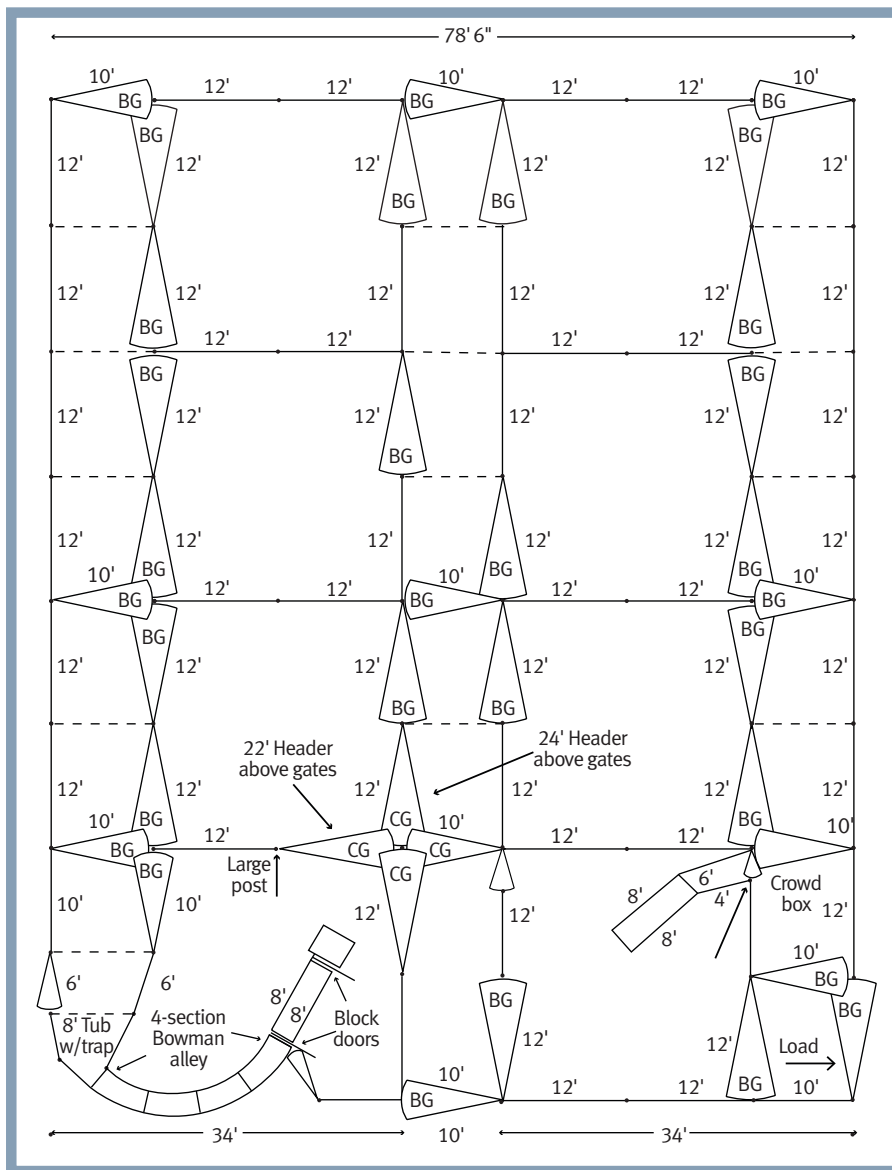 78' 6"
10' 12' 12' 10' 12' 12' 10'
BG BG BG
BG BG
12' 12' 12' 12' 12' 12'
BG BG
12' 12' 12' 12' 12' 12'
BG BG
12' 12' 12' 12'
BG BG
12' 12' 12' 12' 12' 12'
BG
12' 12' 12' 12' 12' 12'
10' BG 10' BG BG 10'
BG 12' 12' BG 12' 12' BG
BG BG
12' 12' 12' 12' 12' 12'
BG BG
22' Header
above gates
24' Header
above gates
12' 12' 12' 12' 12' 12'
BG CG BG
10' 12' 10' 12' 12' 10'
BG CG CG
BG CG
Large
post
6'
4'
8'
8'
Crowd
box
10' 10' 12' 12' 12'
10'
BG BG BG
6' 6'
8' Tub
w/trap
4-section
Bowman
alley
8'
8'
Block
doors
12' 12'
Load
10' BG 10'
BG 12' 12'
34' 10' 34'